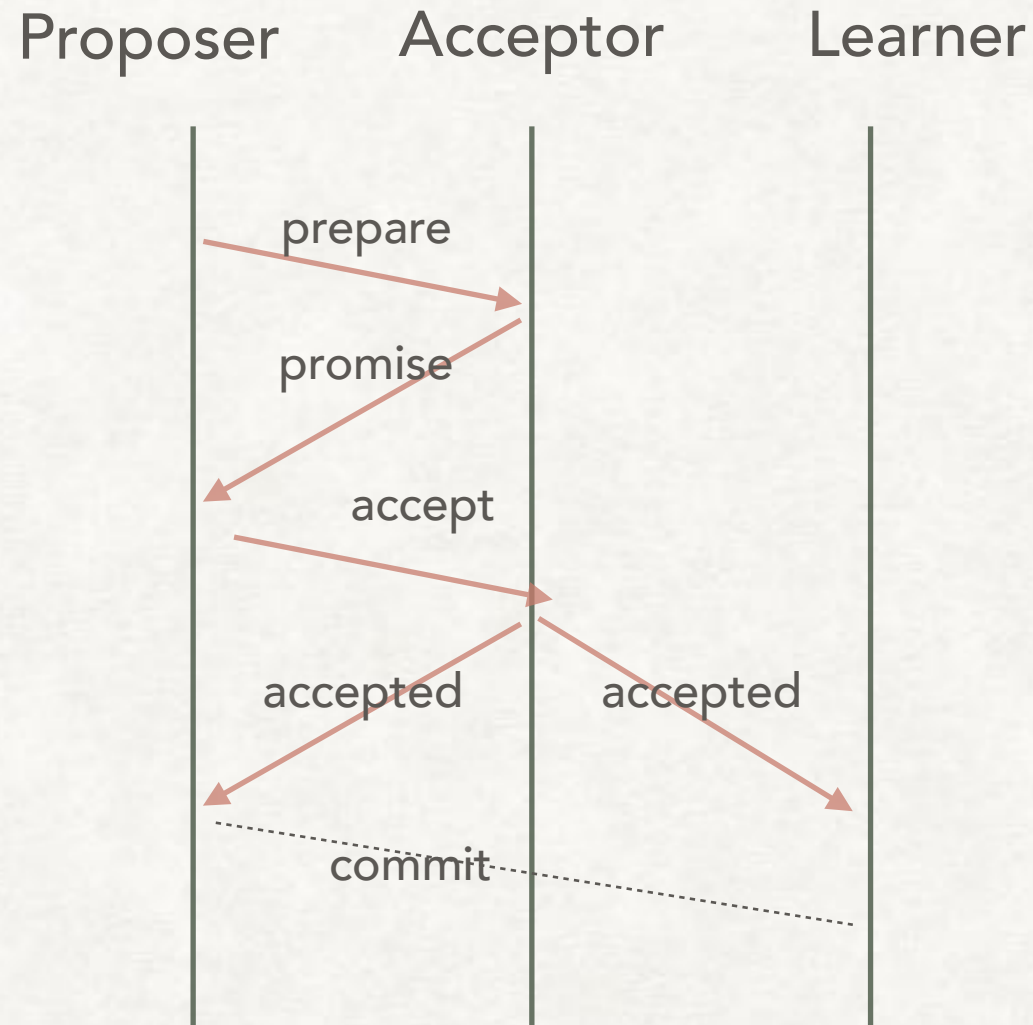 Proposer Acceptor Learner
prepare
promise
accept
accepted accepted
commit